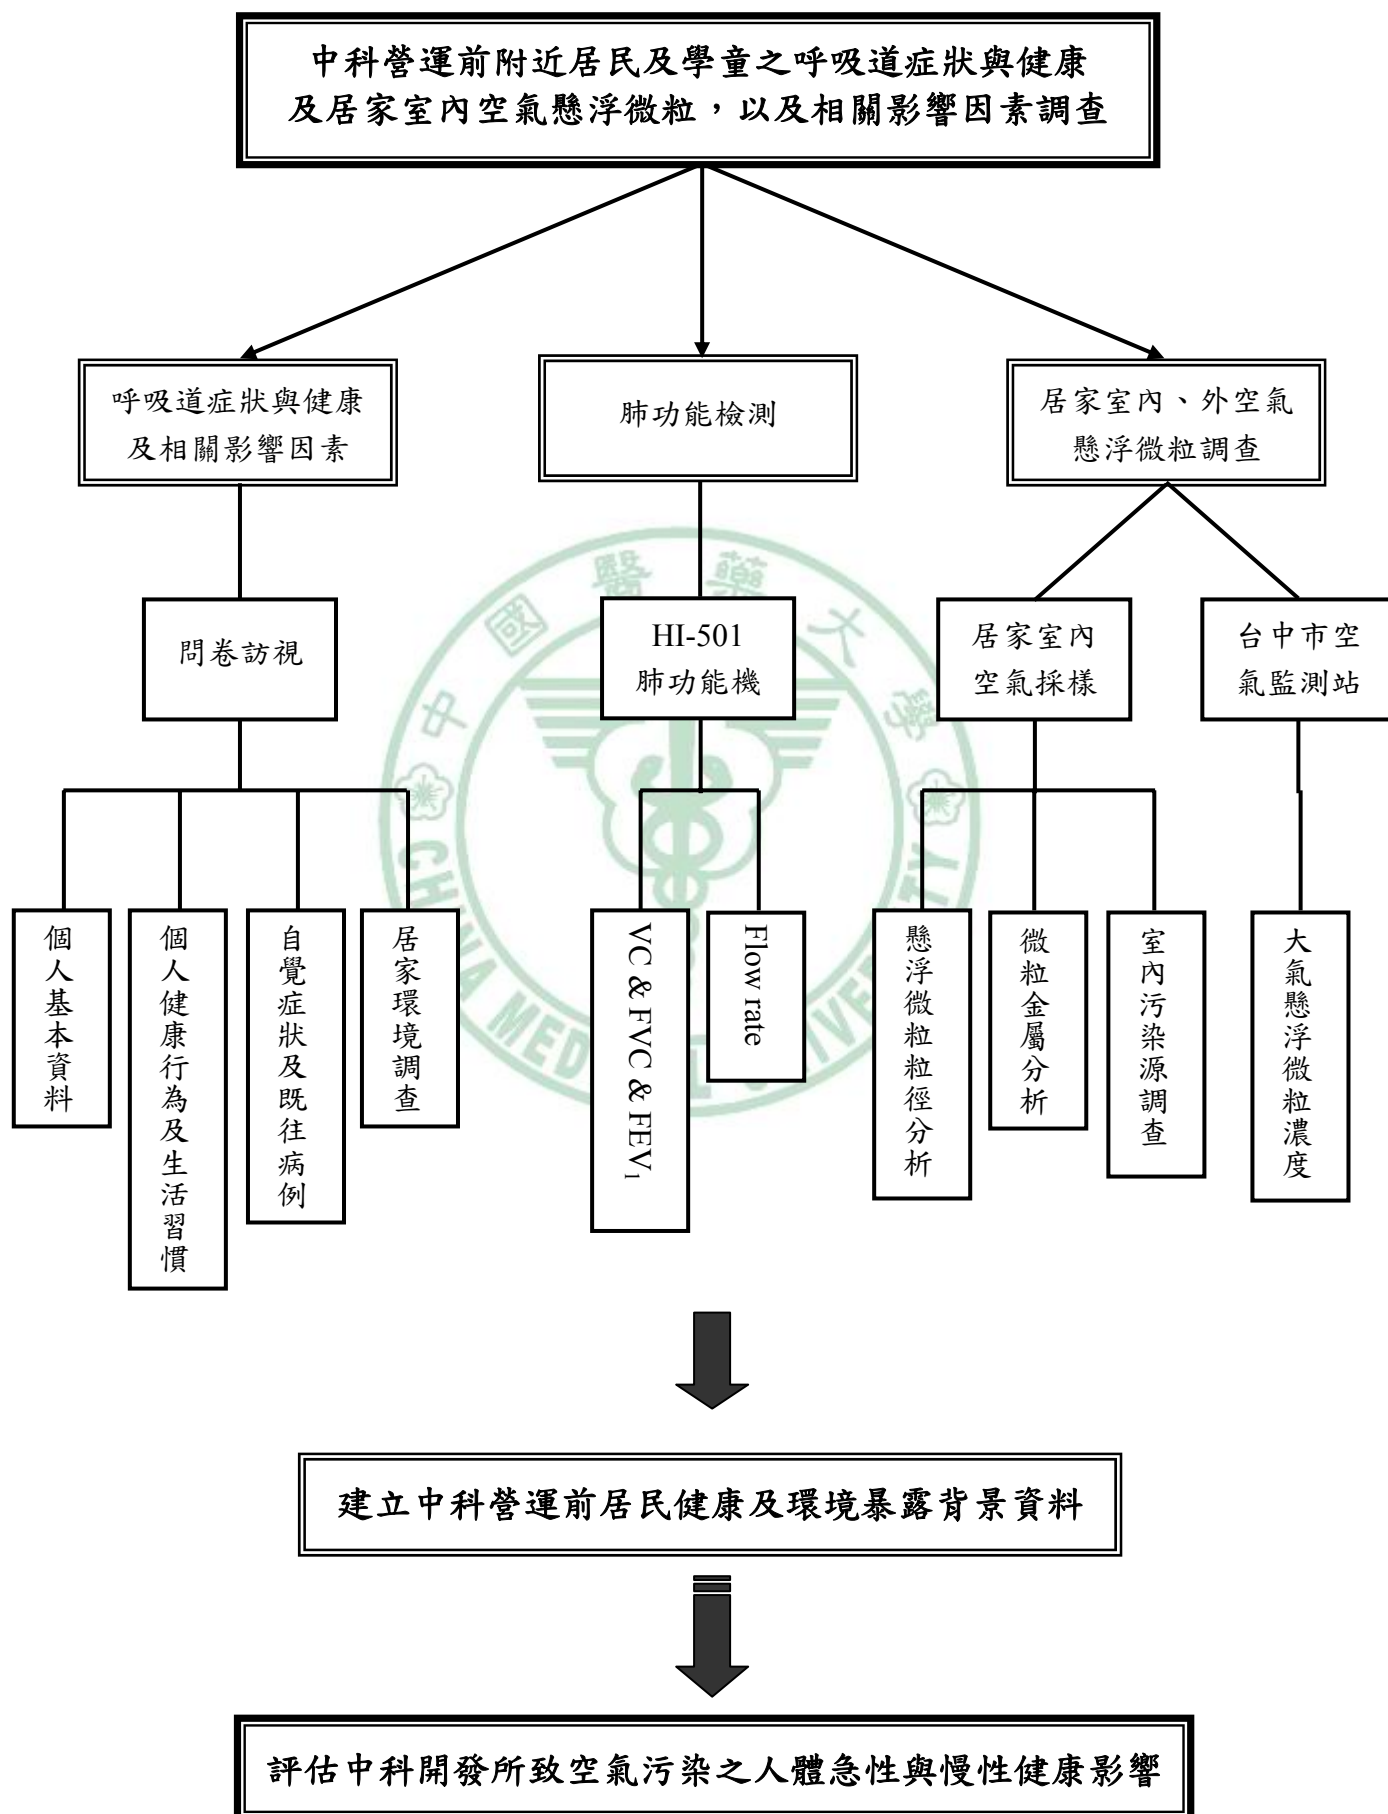 中科營運前附近居民及學童之呼吸道症狀與健康
及居家室內空氣懸浮微粒，以及相關影響因素調查
呼吸道症狀與健康
及相關影響因素
肺功能檢測
居家室內、外空氣
懸浮微粒調查
問卷訪視
HI-501
肺功能機
居家室內
空氣採樣
台中市空
氣監測站
個人基本資料
個人健康行為及生活習慣
自覺症狀及既往病例
居家環境調查
VC & FVC & FEV₁
Flow rate
懸浮微粒粒徑分析
微粒金屬分析
室內污染源調查
大氣懸浮微粒濃度
中國醫藥大學
建立中科營運前居民健康及環境暴露背景資料
評估中科開發所致空氣污染之人體急性與慢性健康影響